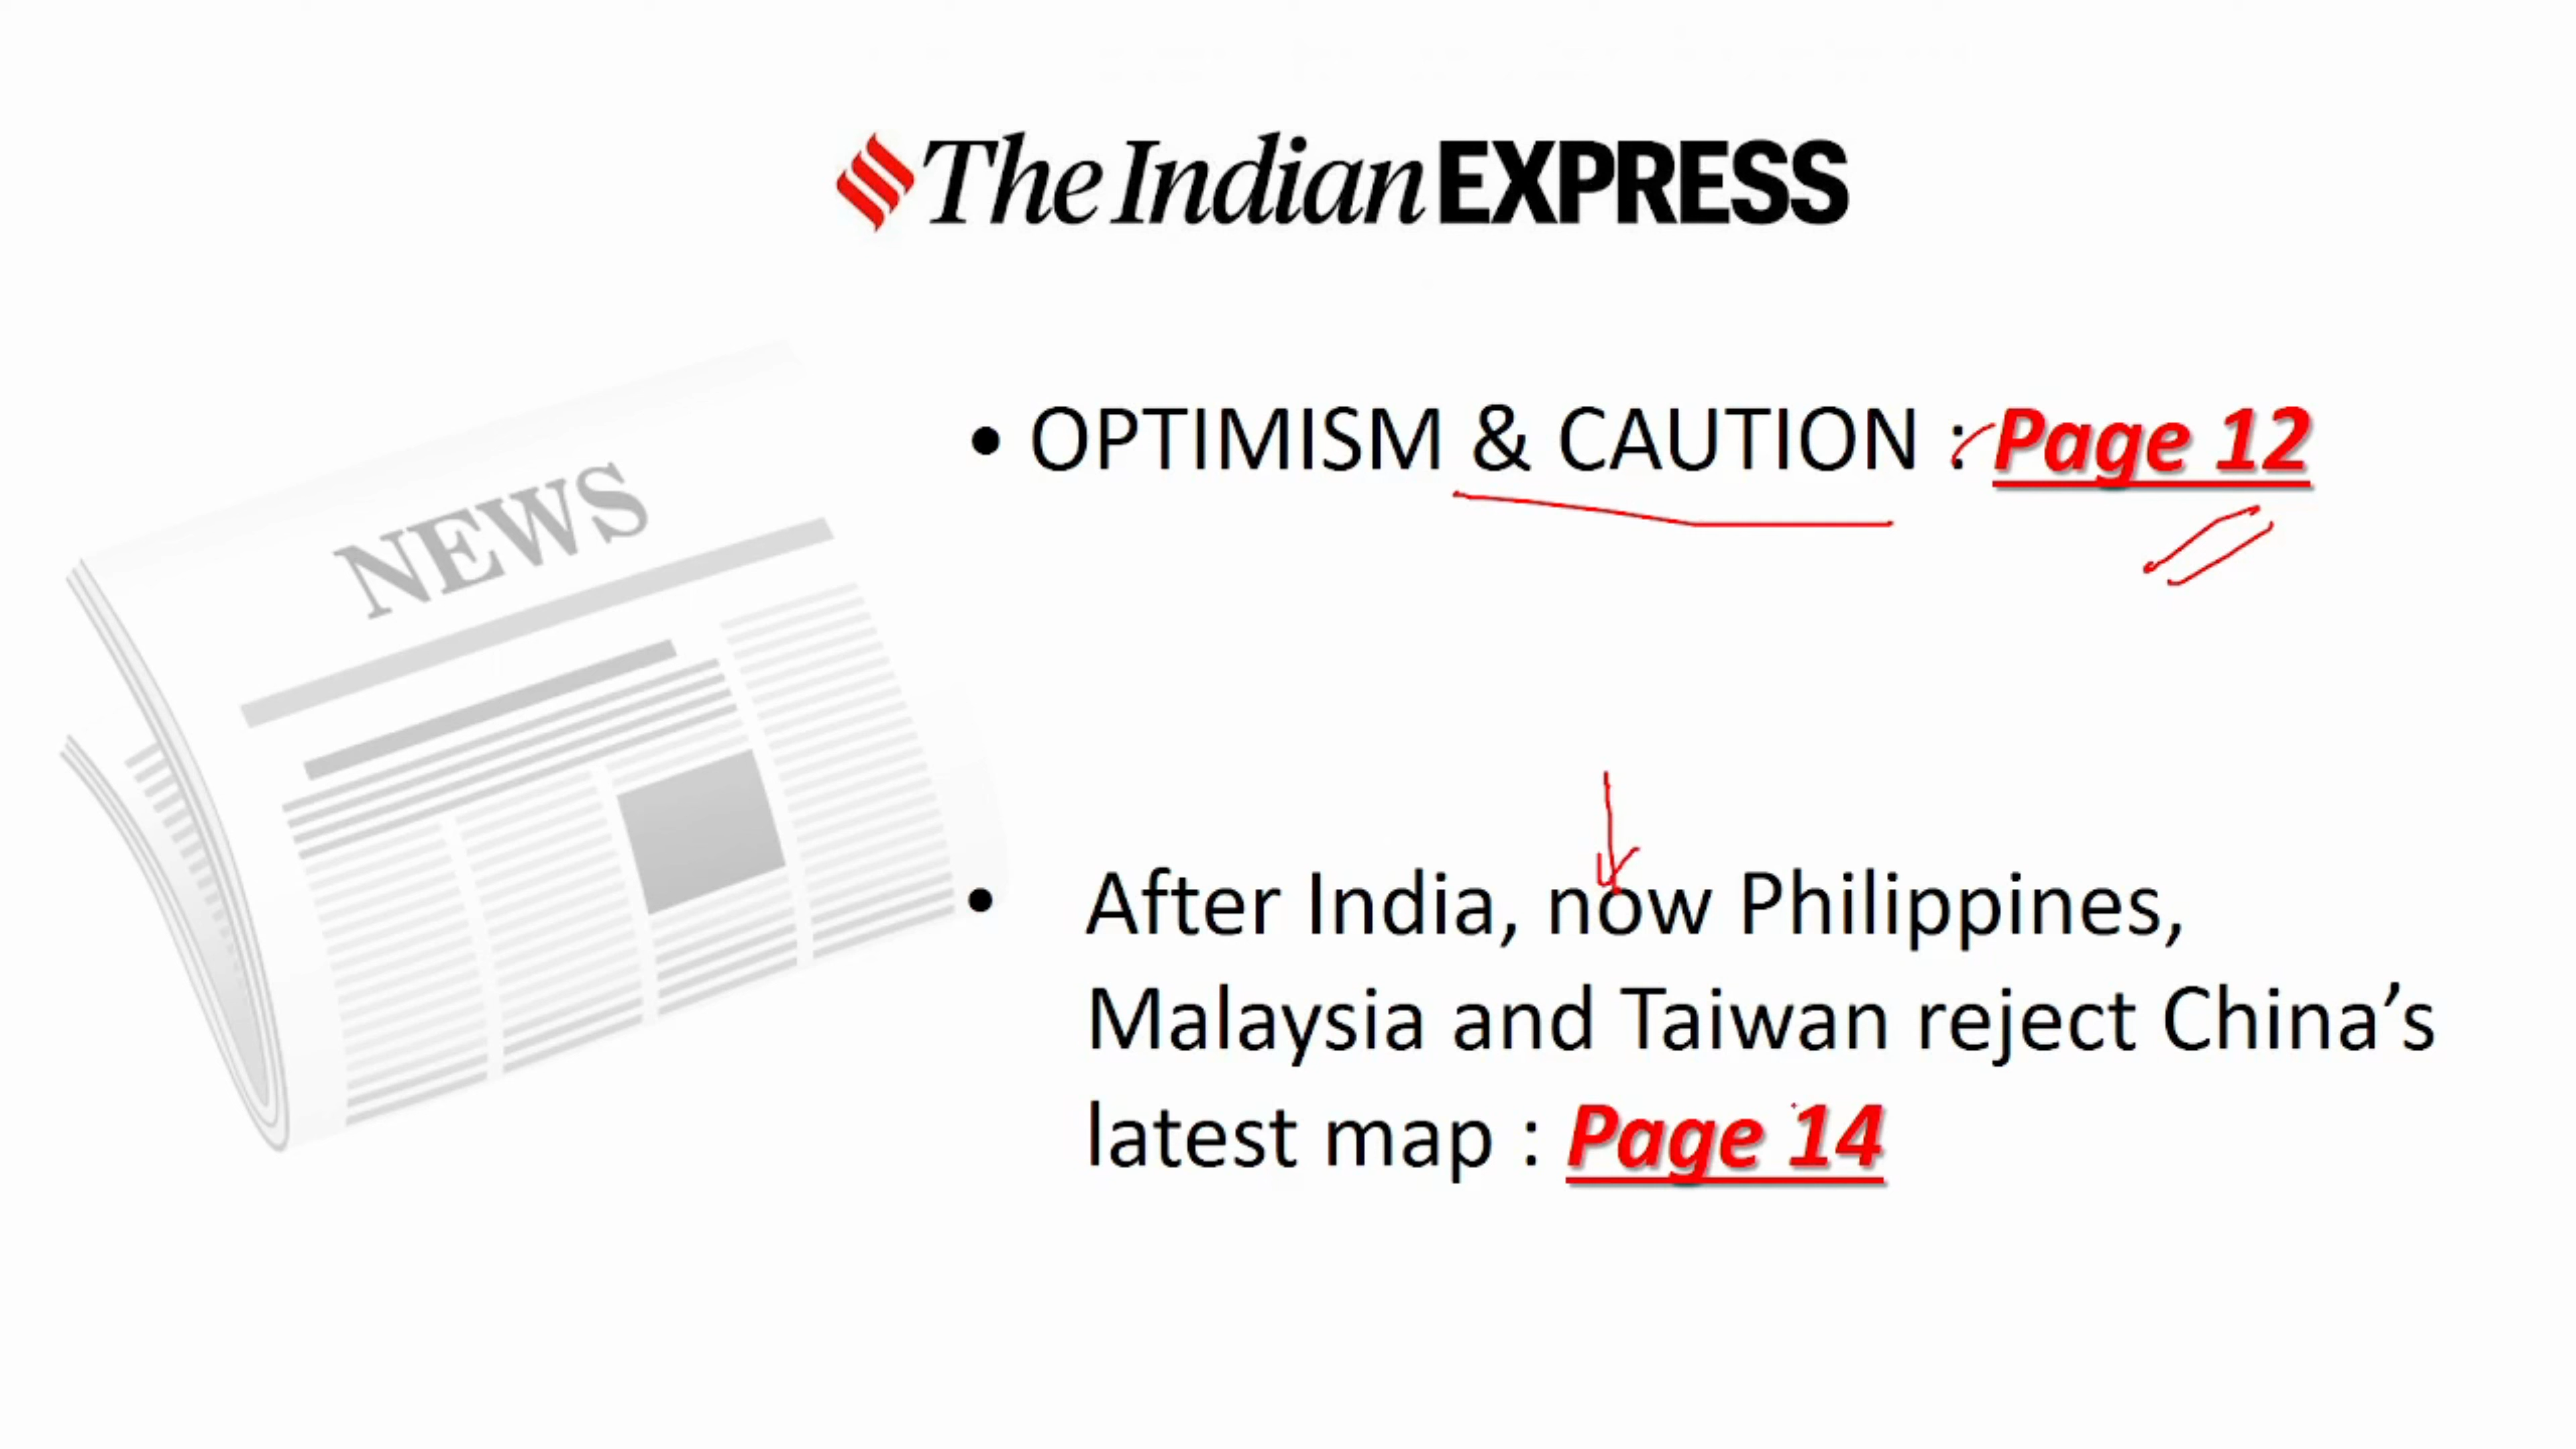 The Indian EXPRESS
NEWS
• OPTIMISM & CAUTION : Page 12
• After India, now Philippines,
Malaysia and Taiwan reject China’s
latest map : Page 14